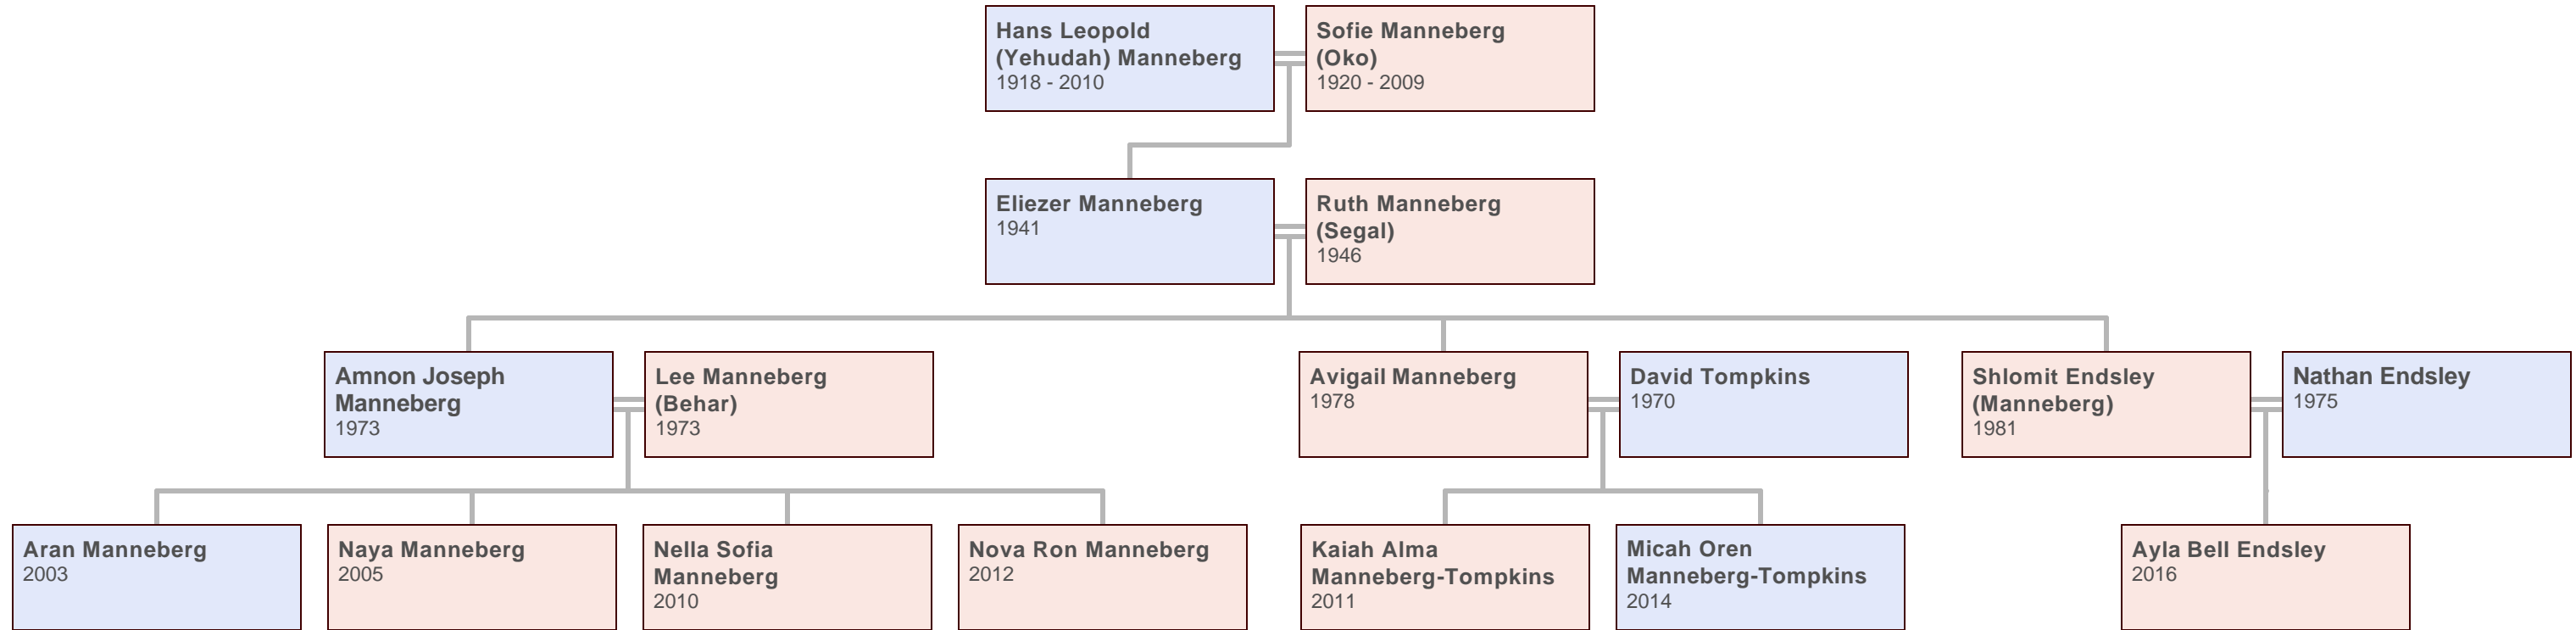 Hans Leopold
(Yehudah) Manneberg
1918 - 2010
Sofie Manneberg
(Oko)
1920 - 2009
Eliezer Manneberg
1941
Ruth Manneberg
(Segal)
1946
Amnon Joseph
Manneberg
1973
Lee Manneberg
(Behar)
1973
Avigail Manneberg
1978
David Tompkins
1970
Shlomit Endsley
(Manneberg)
1981
Nathan Endsley
1975
Aran Manneberg
2003
Naya Manneberg
2005
Nella Sofia
Manneberg
2010
Nova Ron Manneberg
2012
Kaiah Alma
Manneberg-Tompkins
2011
Micah Oren
Manneberg-Tompkins
2014
Ayla Bell Endsley
2016